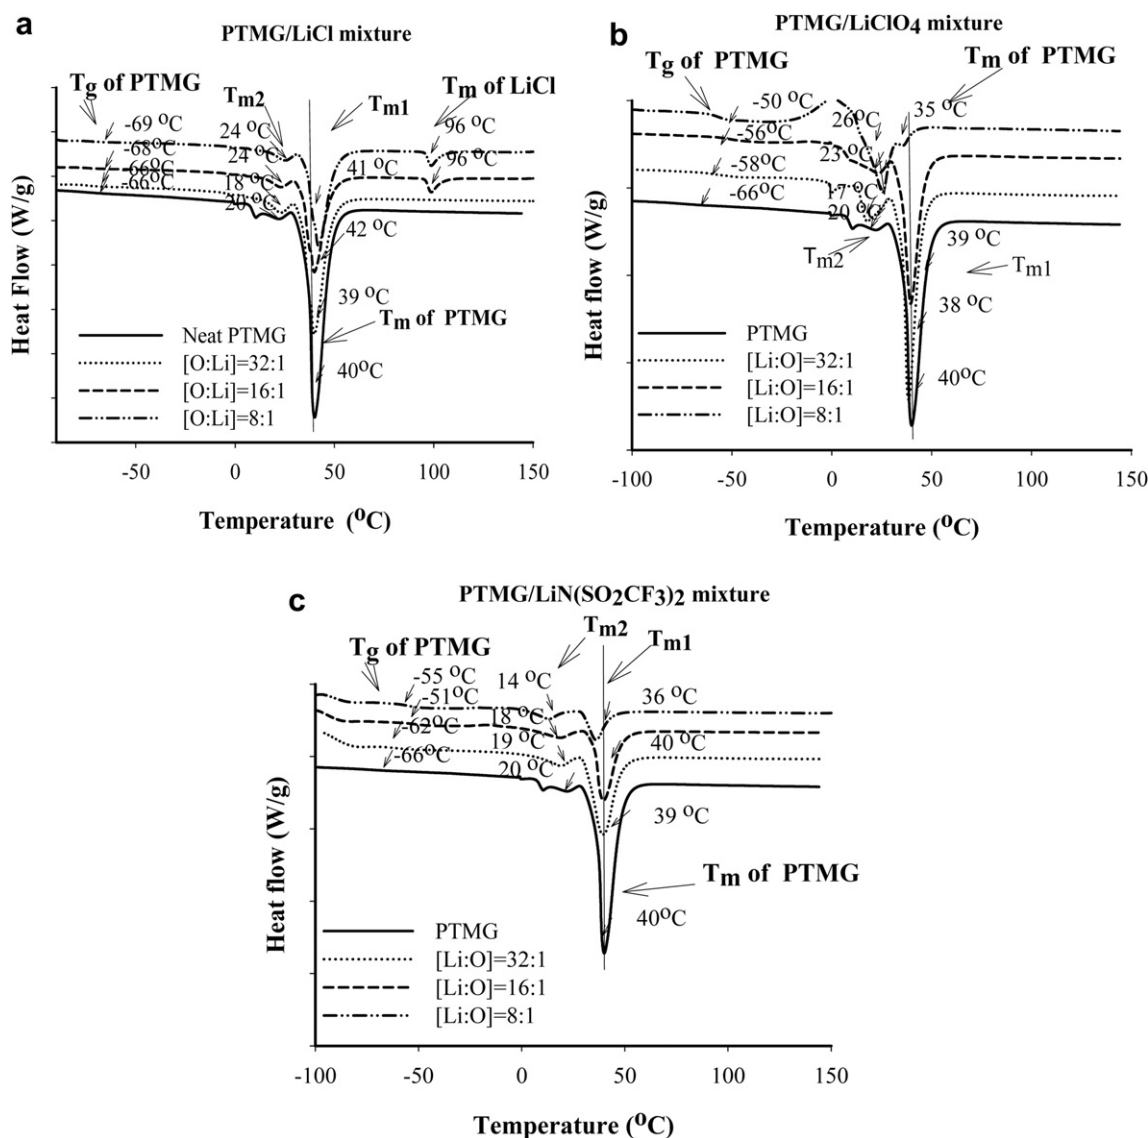 a
PTMG/LiCl mixture
Tg of PTMG
Tm2
Tm1
Tm of LiCl
-69 °C
-68°C
-66°C
-66°C
24 °C
24 °C
18 °C
20 °C
96 °C
96 °C
41 °C
42 °C
39 °C
Tm of PTMG
40°C
Neat PTMG
[O:Li]=32:1
[O:Li]=16:1
[O:Li]=8:1
Heat Flow (W/g)
-50 0 50 100 150
Temperature (°C)
b
PTMG/LiClO4 mixture
Tg of PTMG
Tm of PTMG
-50 °C
-56°C
-58°C
-66°C
26°C
23 °C
17 °C
20 °C
35 °C
Tm2
39 °C
Tm1
38 °C
40°C
PTMG
[Li:O]=32:1
[Li:O]=16:1
[Li:O]=8:1
Heat flow (W/g)
-100 -50 0 50 100 150
Temperature (°C)
c
PTMG/LiN(SO2CF3)2 mixture
Tg of PTMG
Tm2
Tm1
-55 °C
-51°C
-62°C
-66°C
14 °C
18 °C
19 °C
20 °C
36 °C
40 °C
39 °C
Tm of PTMG
40°C
PTMG
[Li:O]=32:1
[Li:O]=16:1
[Li:O]=8:1
Heat flow (W/g)
-100 -50 0 50 100 150
Temperature (°C)